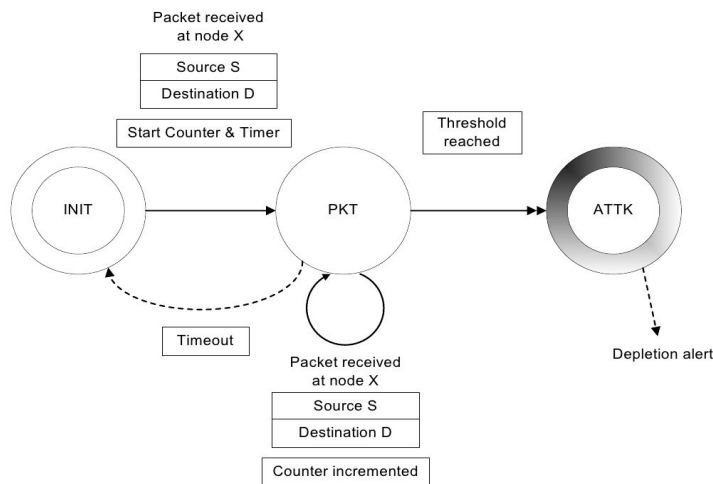 Packet received
at node X
Source S
Destination D
Start Counter & Timer
Threshold
reached
INIT
PKT
ATTK
Timeout
Depletion alert
Packet received
at node X
Source S
Destination D
Counter incremented